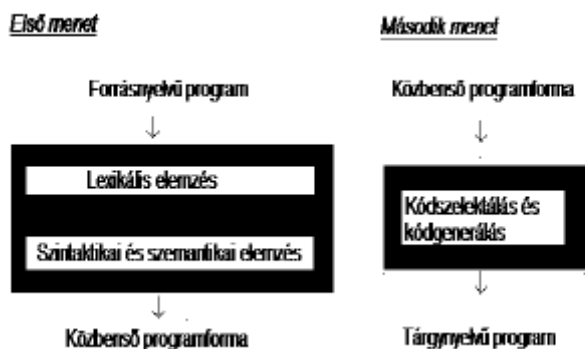 Első menet
Forrásnyelvű program
Lexikális elemzés
Szintaktikai és szemantikai elemzés
Közbenső programforma
Második menet
Közbenső programforma
Kódszelektálás és
kódgenerálás
Tárgynyelvű program